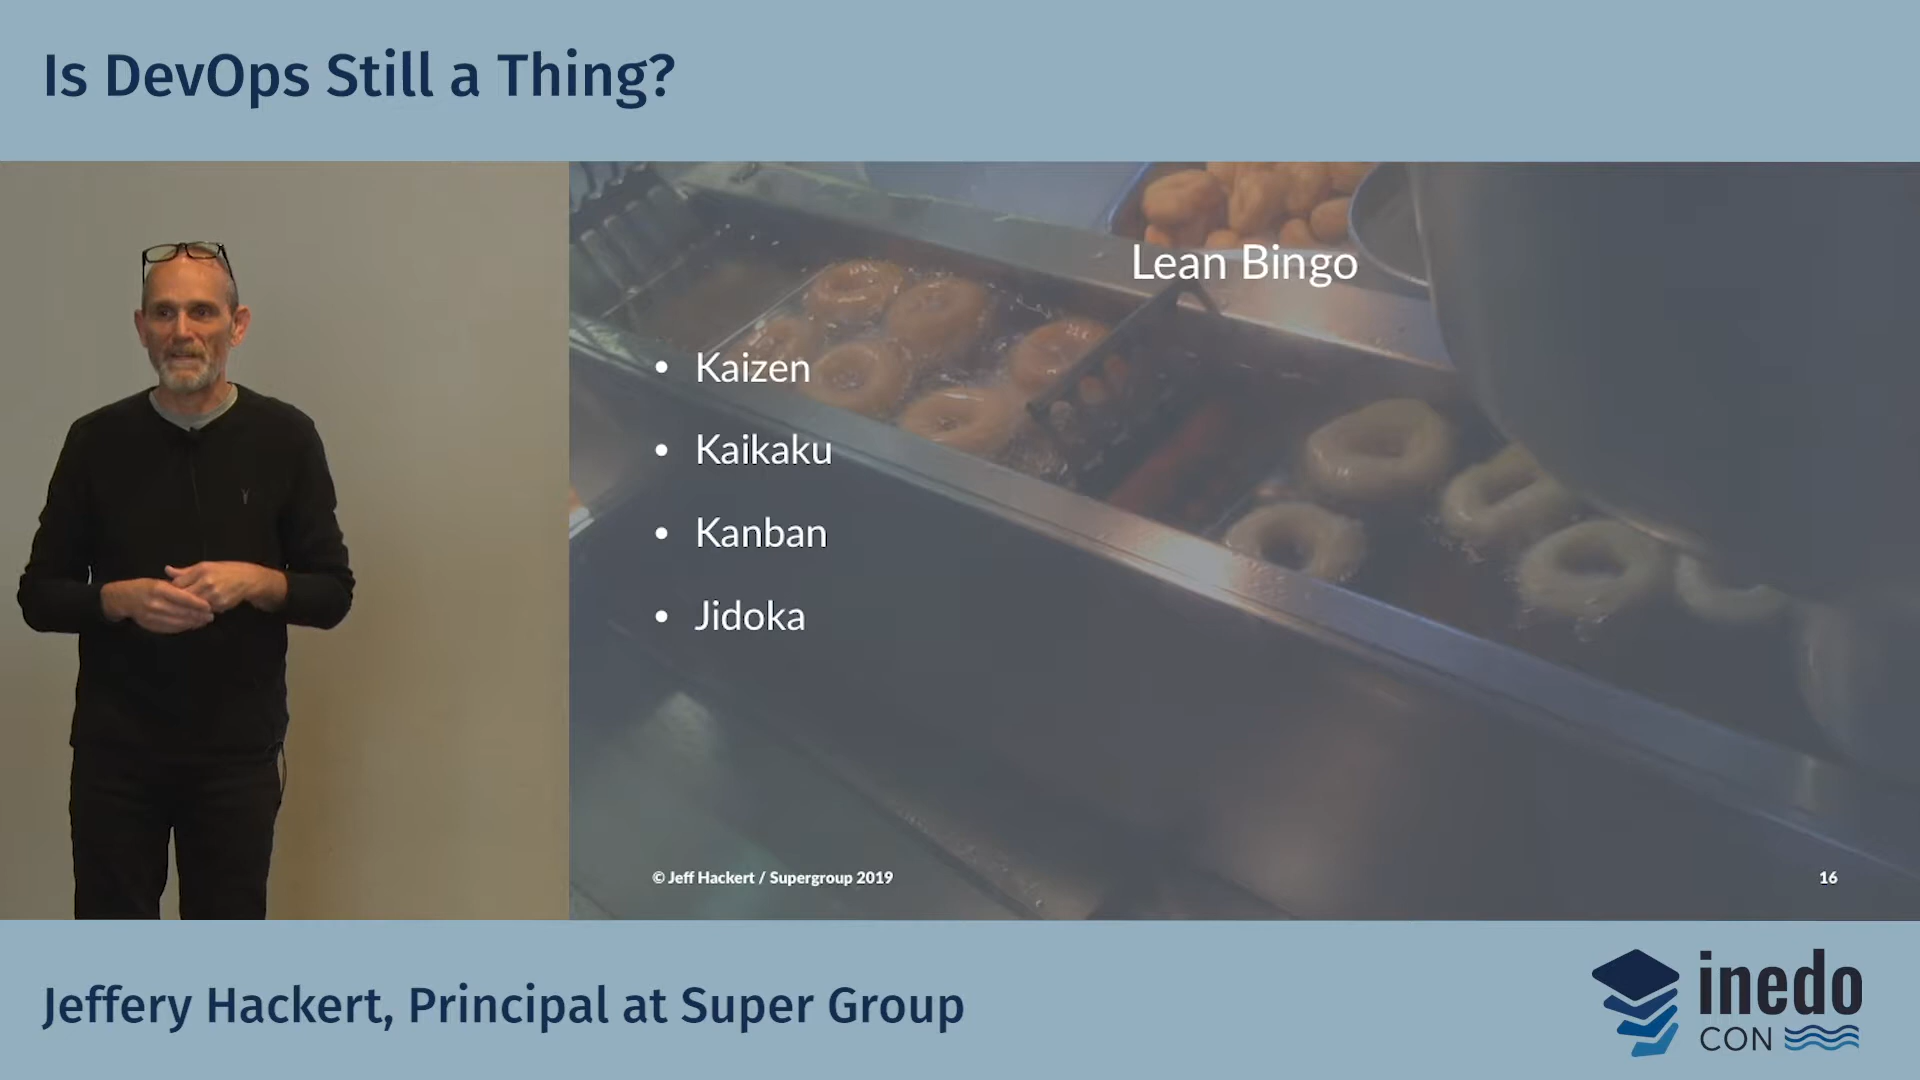 Is DevOps Still a Thing?
Lean Bingo
• Kaizen
• Kaikaku
• Kanban
• Jidoka
© Jeff Hackert / Supergroup 2019
16
Jeffery Hackert, Principal at Super Group
inedo
CON